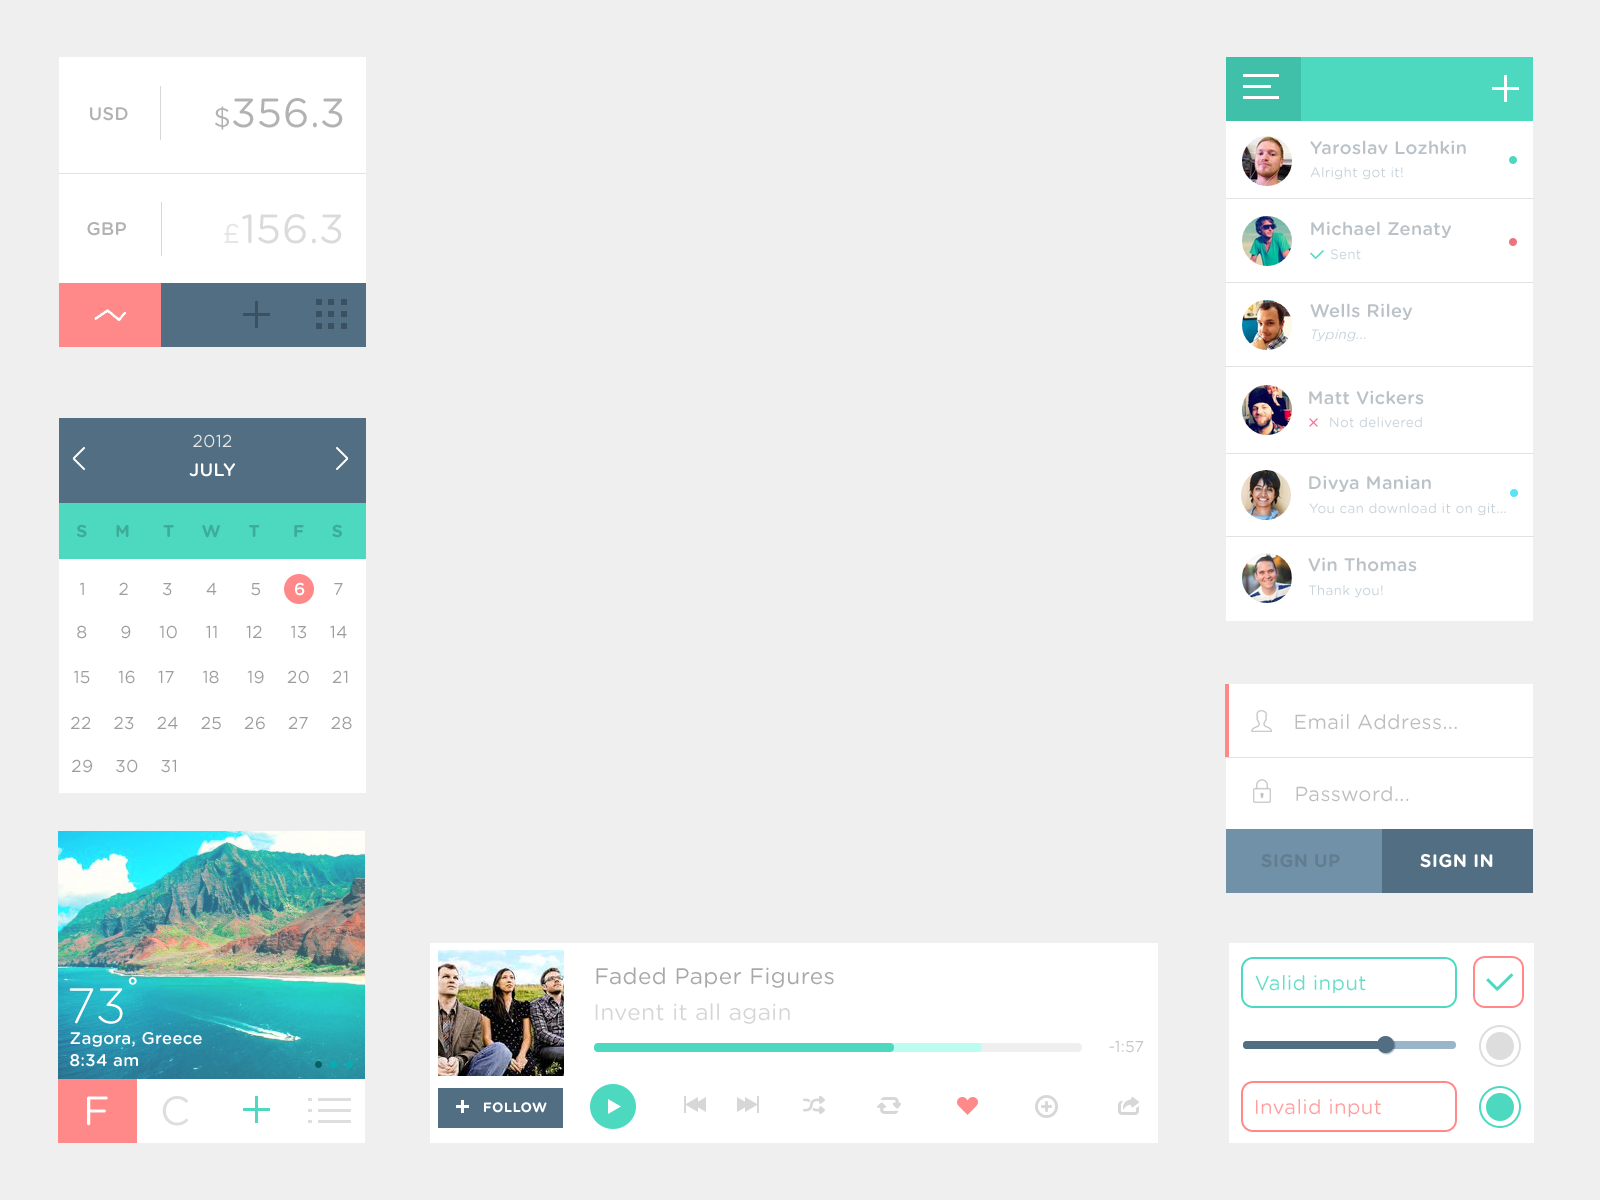 USD
$356.3
GBP
£156.3
2012
JULY
S M T W T F S
1 2 3 4 5 6 7
8 9 10 11 12 13 14
15 16 17 18 19 20 21
22 23 24 25 26 27 28
29 30 31
73°
Zagora, Greece
8:34 am
F C
Faded Paper Figures
Invent it all again
-1:57
FOLLOW
Yaroslav Lozhkin
Alright got it!
Michael Zenaty
Sent
Wells Riley
Typing...
Matt Vickers
Not delivered
Divya Manian
You can download it on git...
Vin Thomas
Thank you!
Email Address...
Password...
SIGN UP
SIGN IN
Valid input
Invalid input